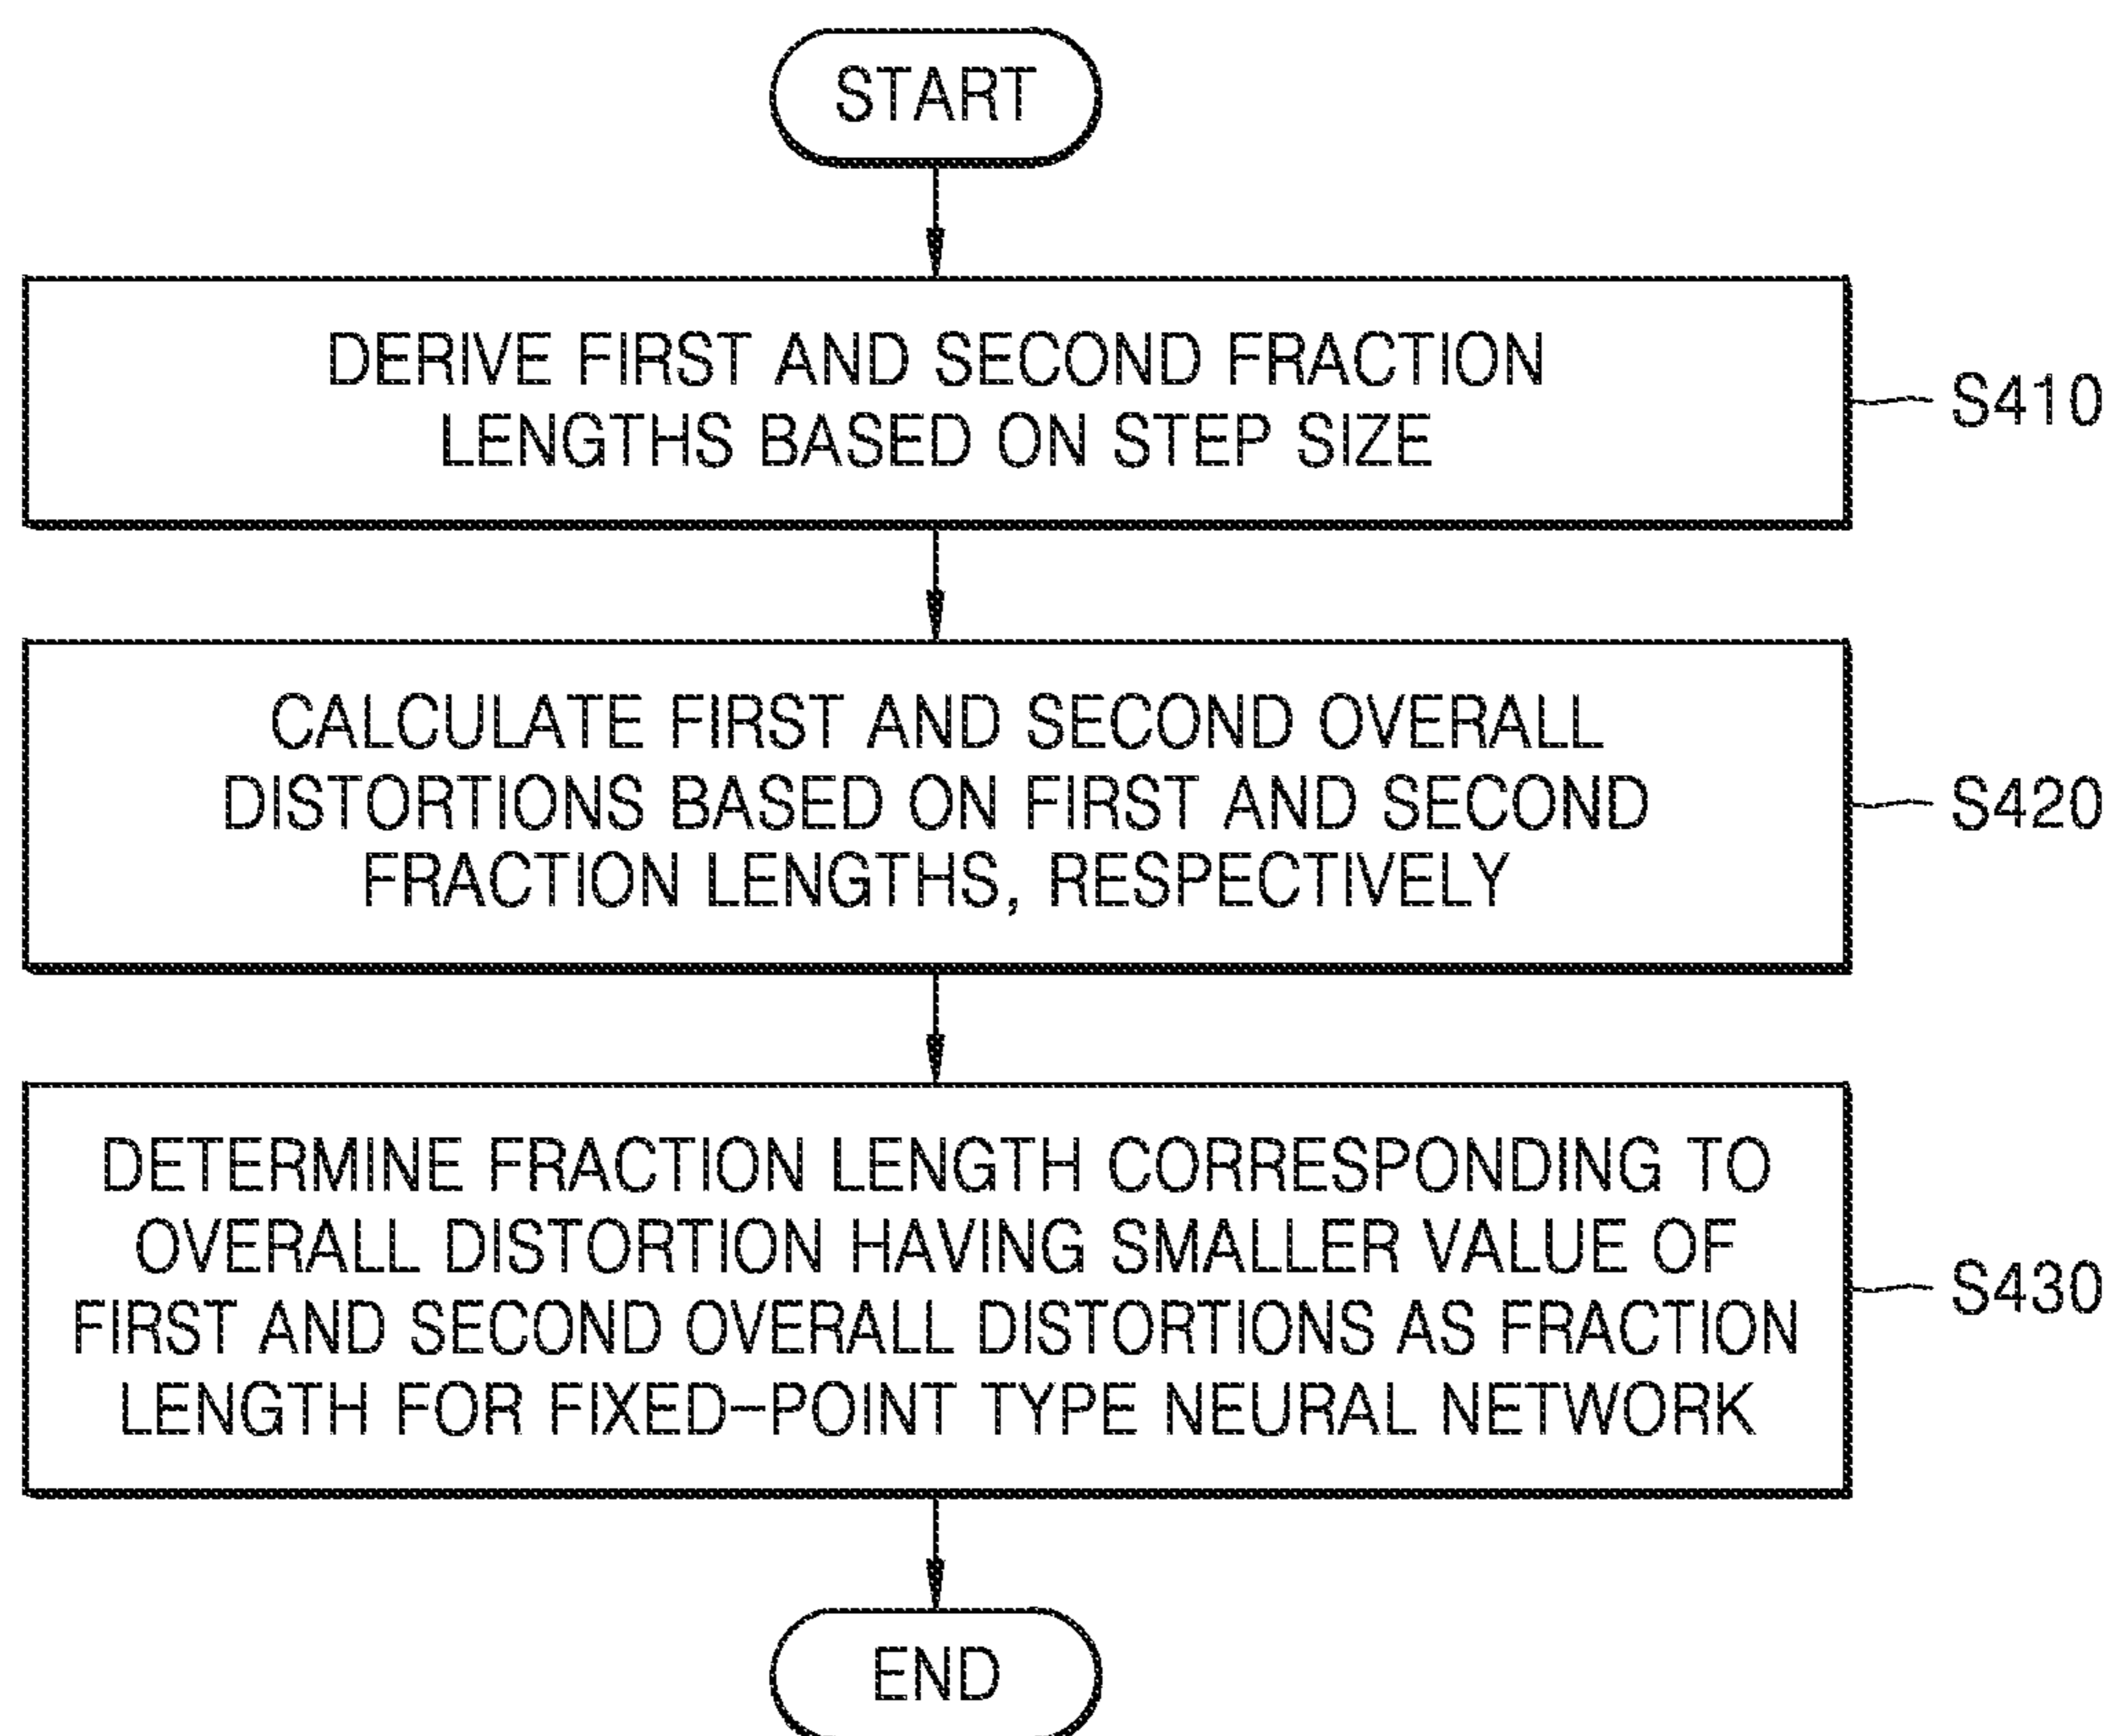 START
DERIVE FIRST AND SECOND FRACTION
LENGTHS BASED ON STEP SIZE
S410
CALCULATE FIRST AND SECOND OVERALL
DISTORTIONS BASED ON FIRST AND SECOND
FRACTION LENGTHS, RESPECTIVELY
S420
DETERMINE FRACTION LENGTH CORRESPONDING TO
OVERALL DISTORTION HAVING SMALLER VALUE OF
FIRST AND SECOND OVERALL DISTORTIONS AS FRACTION
LENGTH FOR FIXED-POINT TYPE NEURAL NETWORK
S430
END